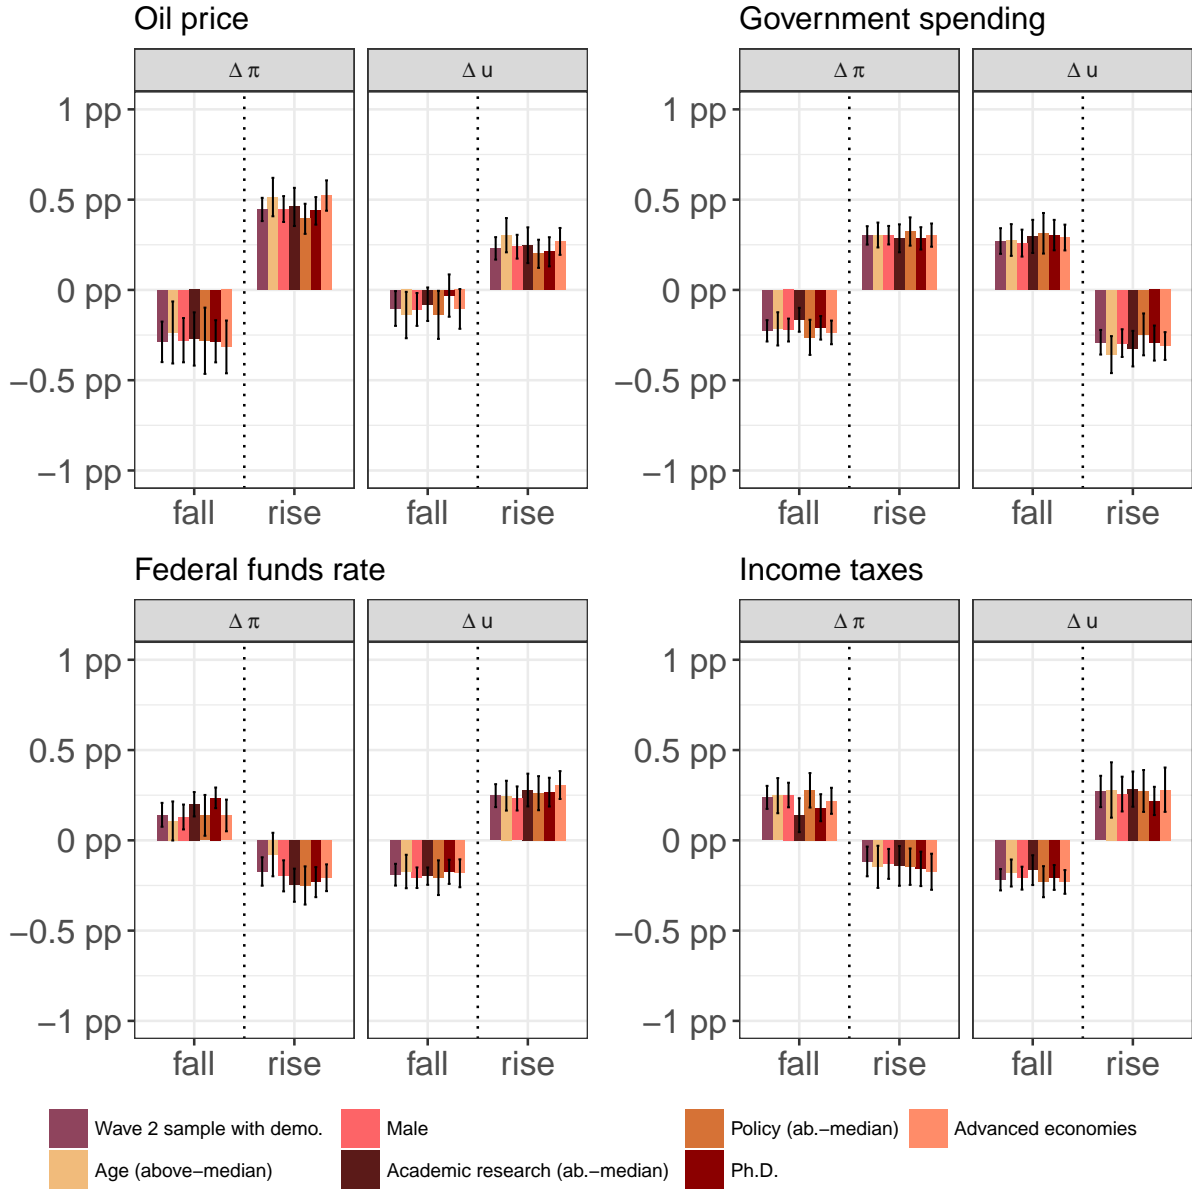 Oil price
Δ π
Δ u
1 pp
0.5 pp
0 pp
−0.5 pp
−1 pp
fall
rise
fall
rise
Government spending
Δ π
Δ u
1 pp
0.5 pp
0 pp
−0.5 pp
−1 pp
fall
rise
fall
rise
Federal funds rate
Δ π
Δ u
1 pp
0.5 pp
0 pp
−0.5 pp
−1 pp
fall
rise
fall
rise
Income taxes
Δ π
Δ u
1 pp
0.5 pp
0 pp
−0.5 pp
−1 pp
fall
rise
fall
rise
Wave 2 sample with demo.
Age (above−median)
Male
Academic research (ab.−median)
Policy (ab.−median)
Ph.D.
Advanced economies